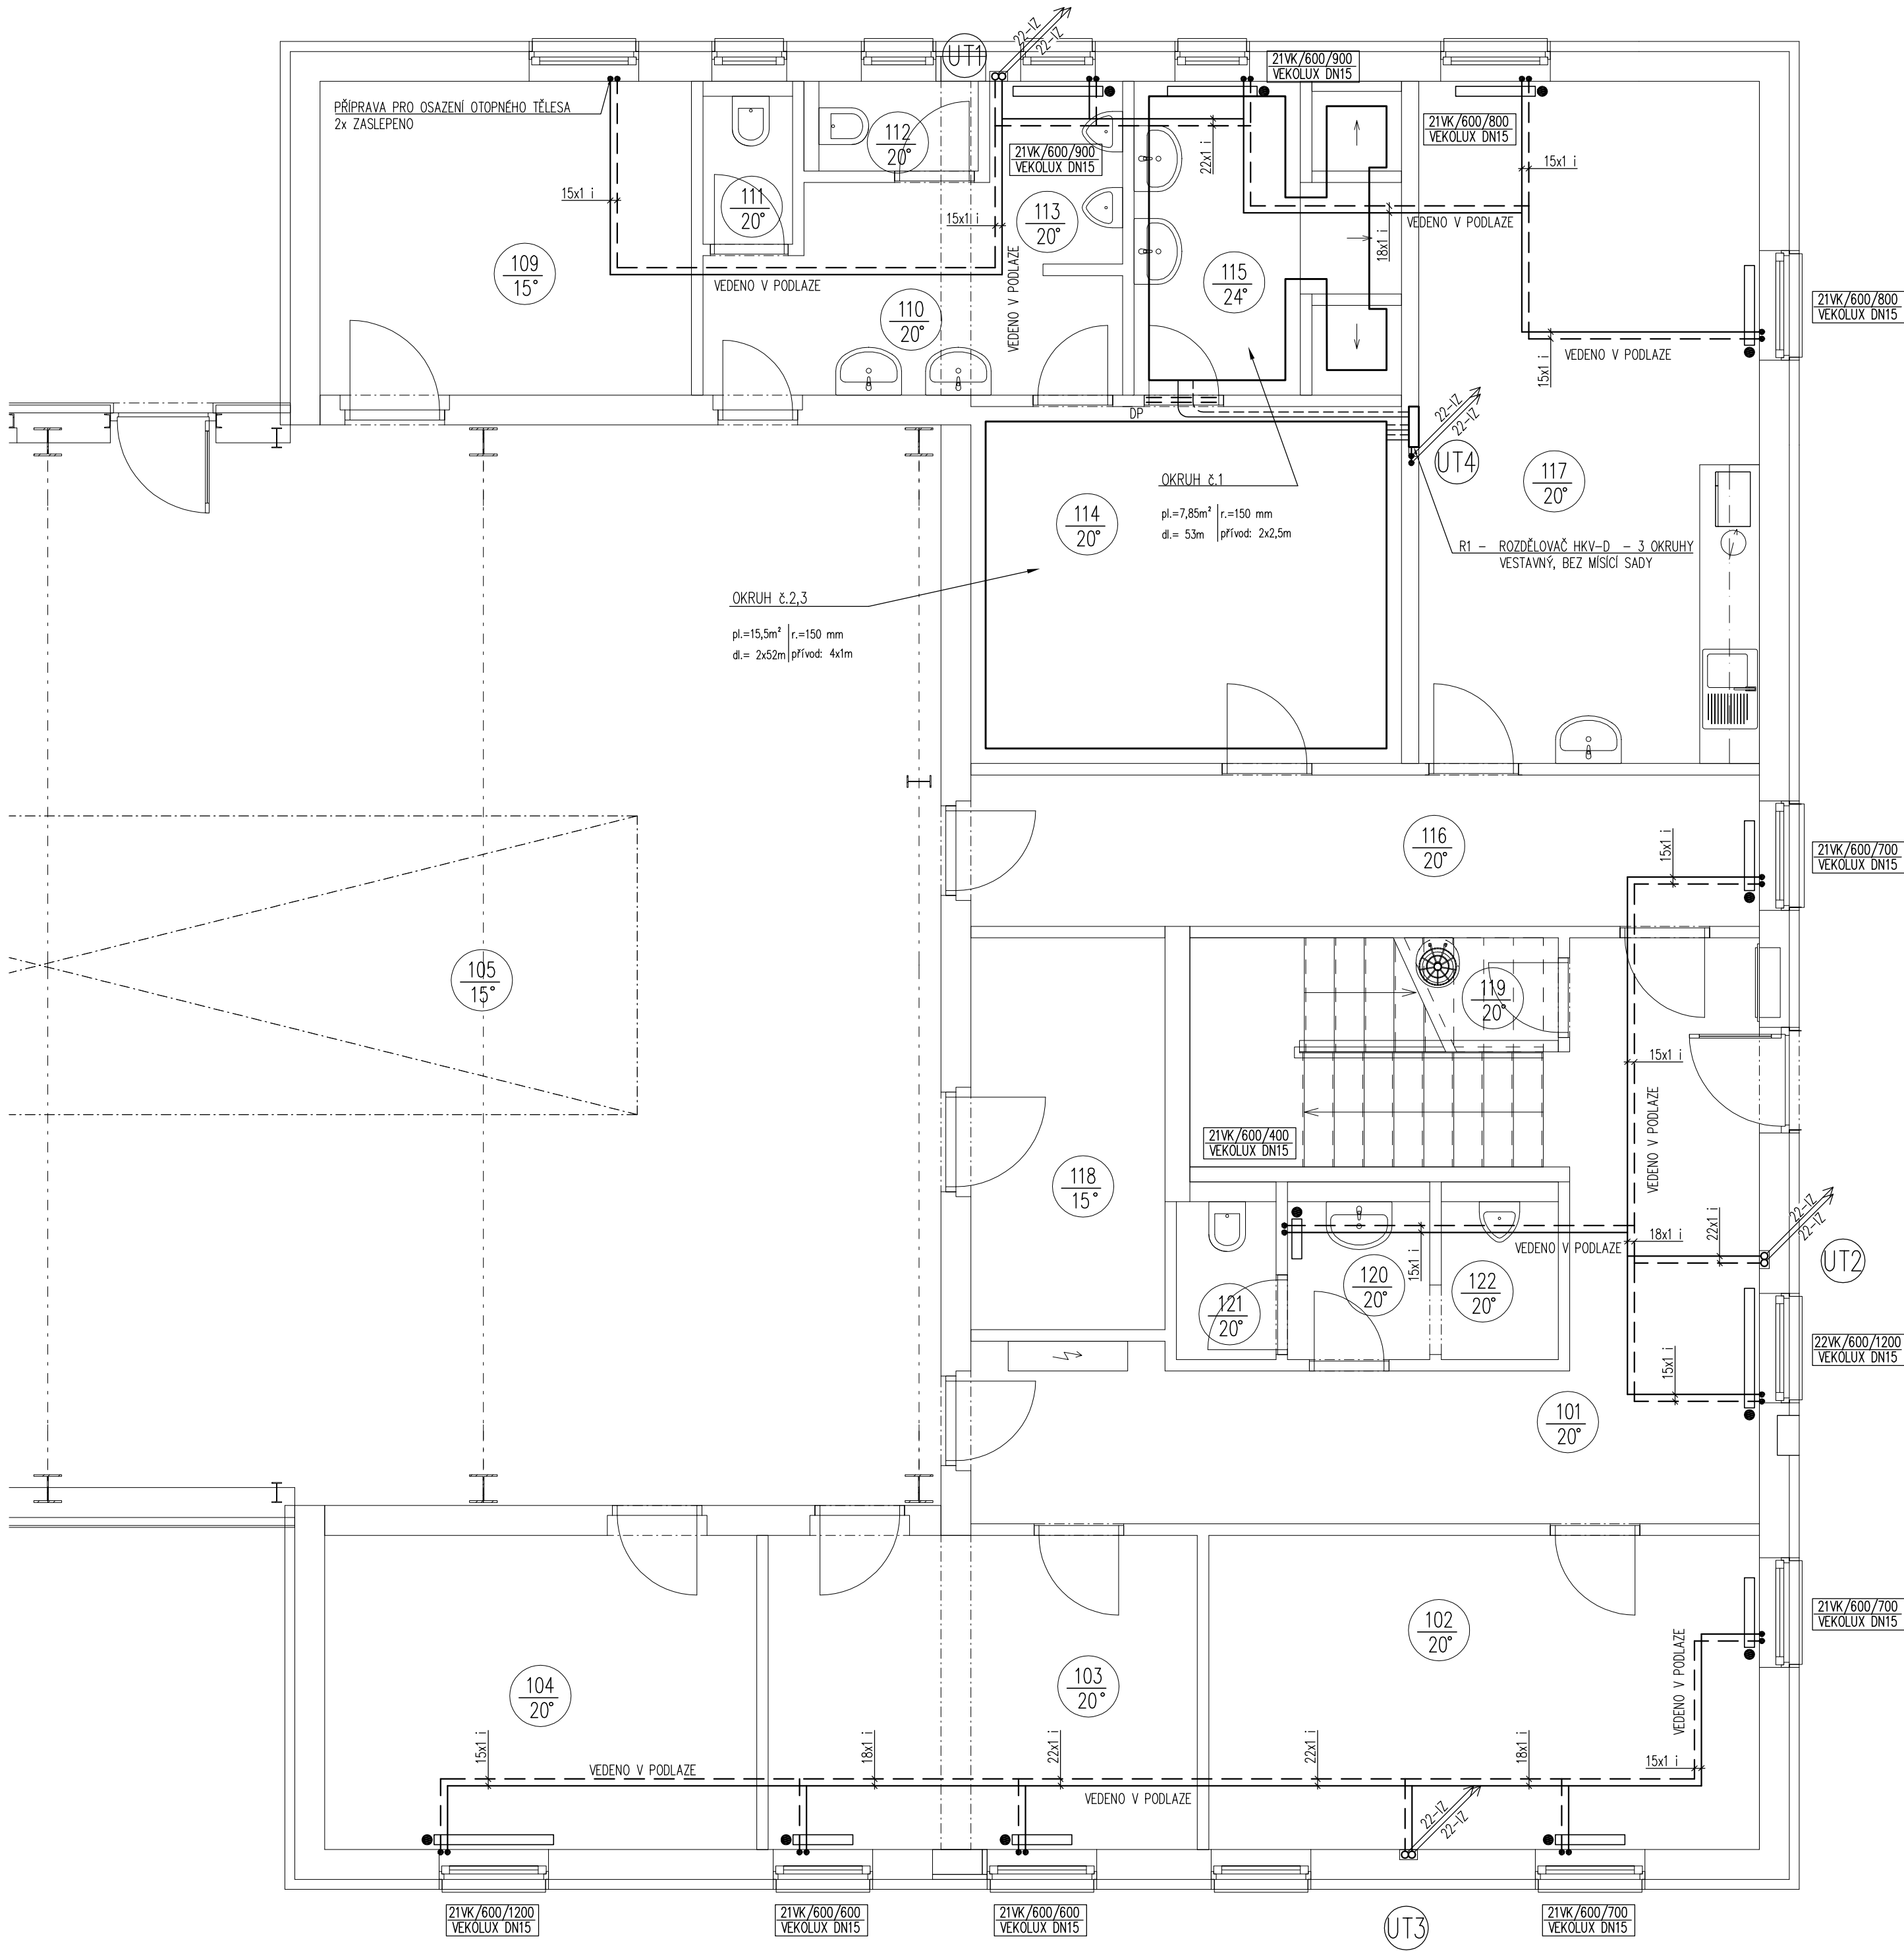 22-IZ
22-IZ
UT1
21VK/600/900
VEKOLUX DN15
PŘÍPRAVA PRO OSAZENÍ OTOPNÉHO TĚLESA
2x ZASLEPENO
112
20°
21VK/600/900
VEKOLUX DN15
22x1 i
21VK/600/800
VEKOLUX DN15
15x1 i
15x1 i
111
20°
15x1 i
113
20°
VEDENO V PODLAZE
18x1 i
109
15°
VEDENO V PODLAZE
VEDENO V PODLAZE
115
24°
110
20°
21VK/600/800
VEKOLUX DN15
VEDENO V PODLAZE
15x1 i
DP
22-IZ
22-IZ
UT4
OKRUH č.1
pl.=7,85m² r.=150 mm
dl.= 53m přívod: 2x2,5m
117
20°
114
20°
R1 - ROZDĚLOVAČ HKV-D - 3 OKRUHY
VESTAVNÝ, BEZ MÍSÍCÍ SADY
OKRUH č.2,3
pl.=15,5m² r.=150 mm
dl.= 2x52m přívod: 4x1m
116
20°
15x1 i
21VK/600/700
VEKOLUX DN15
105
15°
119
20°
15x1 i
VEDENO V PODLAZE
21VK/600/400
VEKOLUX DN15
118
15°
22-IZ
22-IZ
UT2
18x1 i
22x1 i
VEDENO V PODLAZE
15x1 i
121
20°
120
20°
122
20°
22VK/600/1200
VEKOLUX DN15
15x1 i
101
20°
21VK/600/700
VEKOLUX DN15
102
20°
104
20°
103
20°
VEDENO V PODLAZE
15x1 i
VEDENO V PODLAZE
18x1 i
22x1 i
22x1 i
18x1 i
15x1 i
VEDENO V PODLAZE
22-IZ
22-IZ
21VK/600/1200
VEKOLUX DN15
21VK/600/600
VEKOLUX DN15
21VK/600/600
VEKOLUX DN15
UT3
21VK/600/700
VEKOLUX DN15